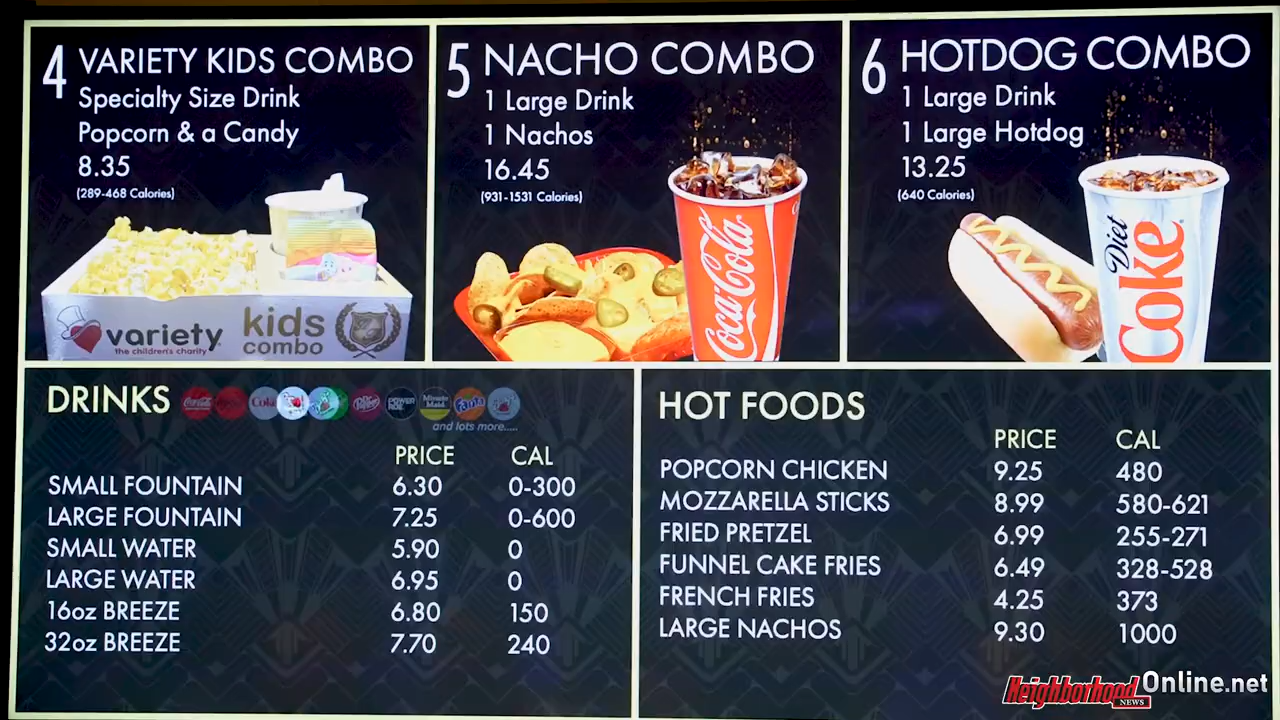 4 VARIETY KIDS COMBO
Specialty Size Drink
Popcorn & a Candy
8.35
(289-468 Calories)
variety
the children's charity
kids
combo
5 NACHO COMBO
1 Large Drink
1 Nachos
16.45
(931-1531 Calories)
Coca-Cola
6 HOTDOG COMBO
1 Large Drink
1 Large Hotdog
13.25
(640 Calories)
Diet
Coke
DRINKS
and lots more.....
PRICE CAL
SMALL FOUNTAIN 6.30 0-300
LARGE FOUNTAIN 7.25 0-600
SMALL WATER 5.90 0
LARGE WATER 6.95 0
16oz BREEZE 6.80 150
32oz BREEZE 7.70 240
HOT FOODS
PRICE CAL
POPCORN CHICKEN 9.25 480
MOZZARELLA STICKS 8.99 580-621
FRIED PRETZEL 6.99 255-271
FUNNEL CAKE FRIES 6.49 328-528
FRENCH FRIES 4.25 373
LARGE NACHOS 9.30 1000
Neighborhood NEWS Online.net